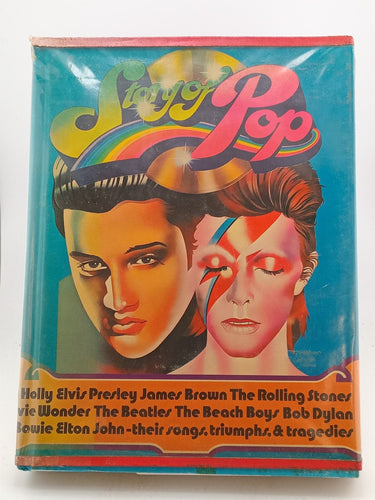 Story of
Pop
Holly Elvis Presley James Brown The Rolling Stones
vie Wonder The Beatles The Beach Boys Bob Dylan
Bowie Elton John-their songs, triumphs, & tragedies